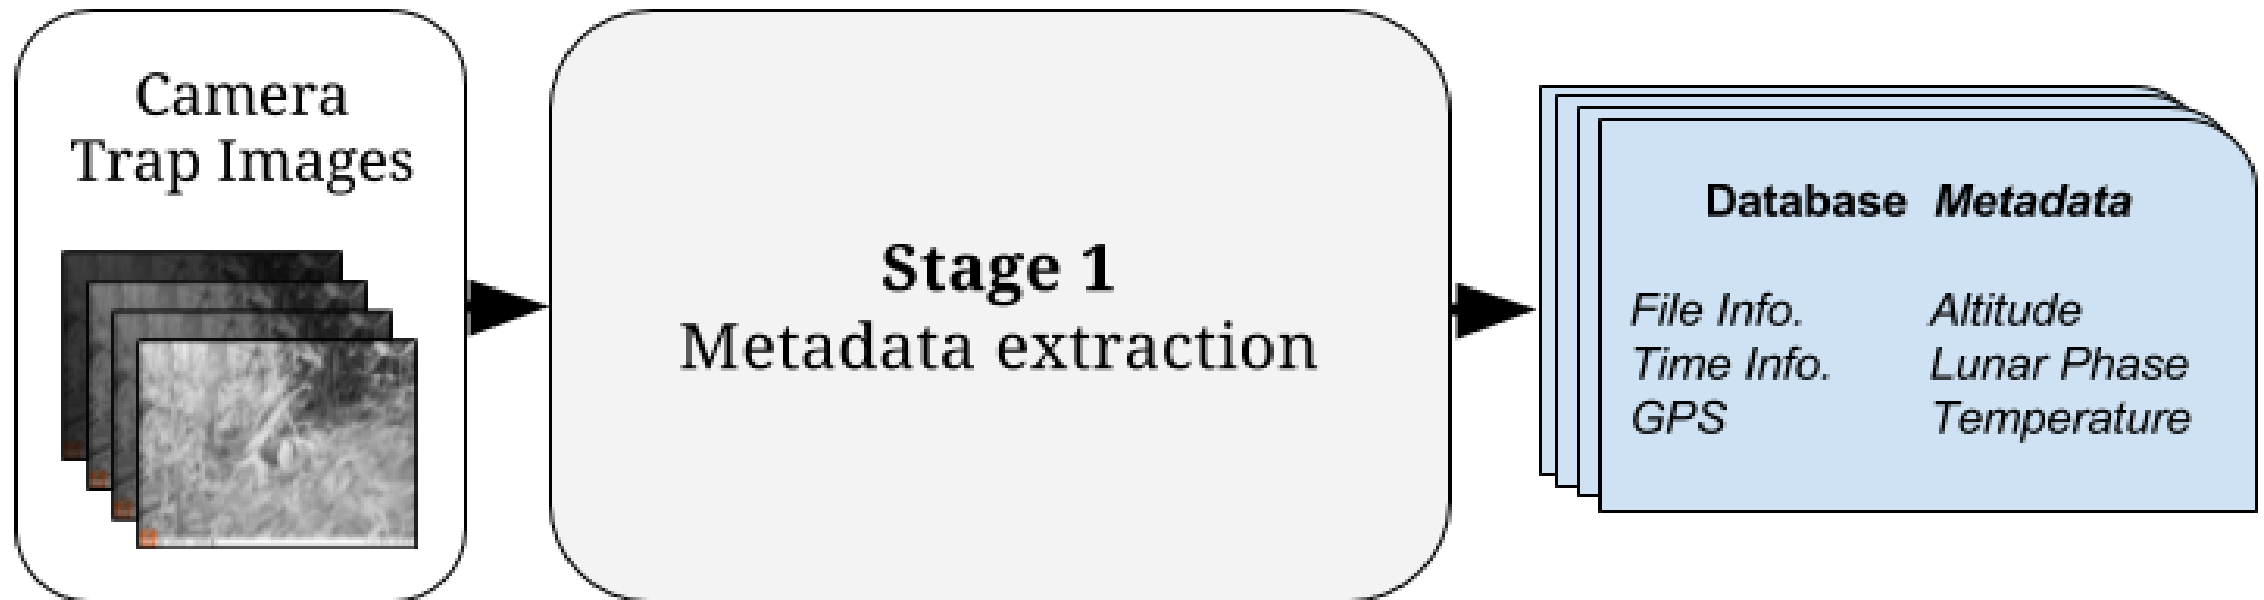 Camera
Trap Images
Stage 1
Metadata extraction
Database Metadata
File Info. Altitude
Time Info. Lunar Phase
GPS Temperature